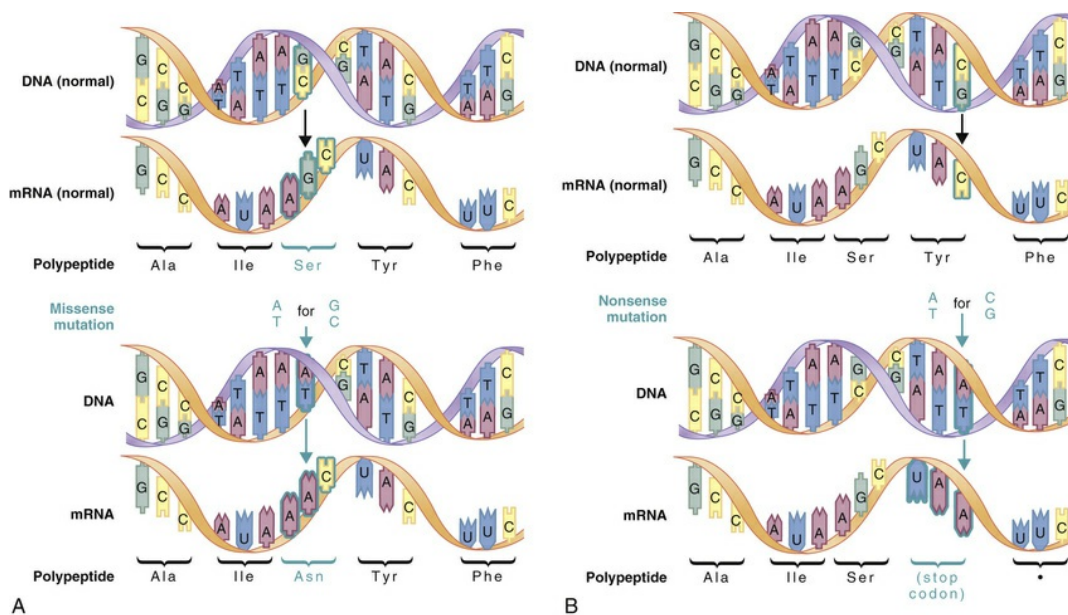 DNA (normal)
G C C A T A A G C T A C T T C
C G G T A T T C G A T G A A G
mRNA (normal)
G C C A U A A G C U A C U U C
Polypeptide
Ala Ile Ser Tyr Phe
Missense
mutation
A for G
T C
DNA
G C C A T A A A C T A C T T C
C G G T A T T T G A T G A A G
mRNA
G C C A U A A A C U A C U U C
Polypeptide
Ala Ile Asn Tyr Phe
A
DNA (normal)
G C C A T A A G C T A C T T C
C G G T A T T C G A T G A A G
mRNA (normal)
G C C A U A A G C U A C U U C
Polypeptide
Ala Ile Ser Tyr Phe
Nonsense
mutation
A for C
T G
DNA
G C C A T A A G C T A A T T C
C G G T A T T C G A T T A A G
mRNA
G C C A U A A G C U A A U U C
Polypeptide
Ala Ile Ser (stop •
codon)
B